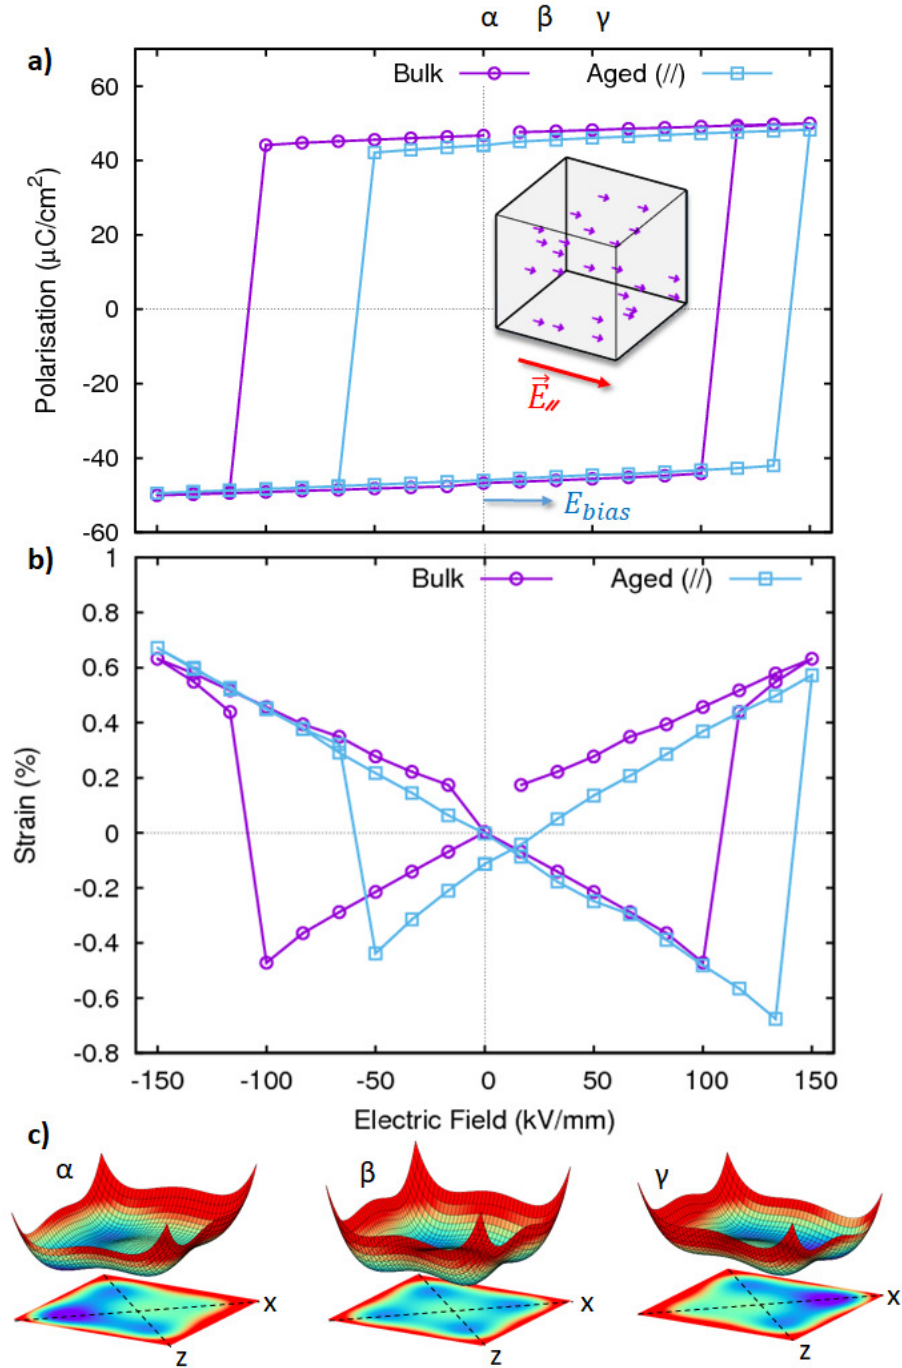 α β γ
a)
Bulk Aged (//)
60
40
20
0
-20
-40
-60
Polarisation (μC/cm²)
E⃗//
E_bias
b)
Bulk Aged (//)
1
0.8
0.6
0.4
0.2
0
-0.2
-0.4
-0.6
-0.8
Strain (%)
-150 -100 -50 0 50 100 150
Electric Field (kV/mm)
c)
α β γ
x x x
z z z